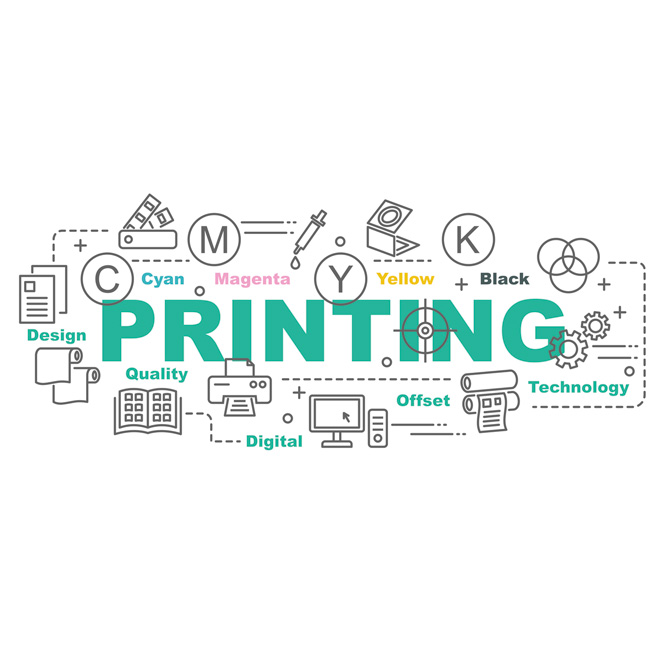 C
M
Y
K
Cyan
Magenta
Yellow
Black
PRINTING
Design
Quality
Digital
Offset
Technology